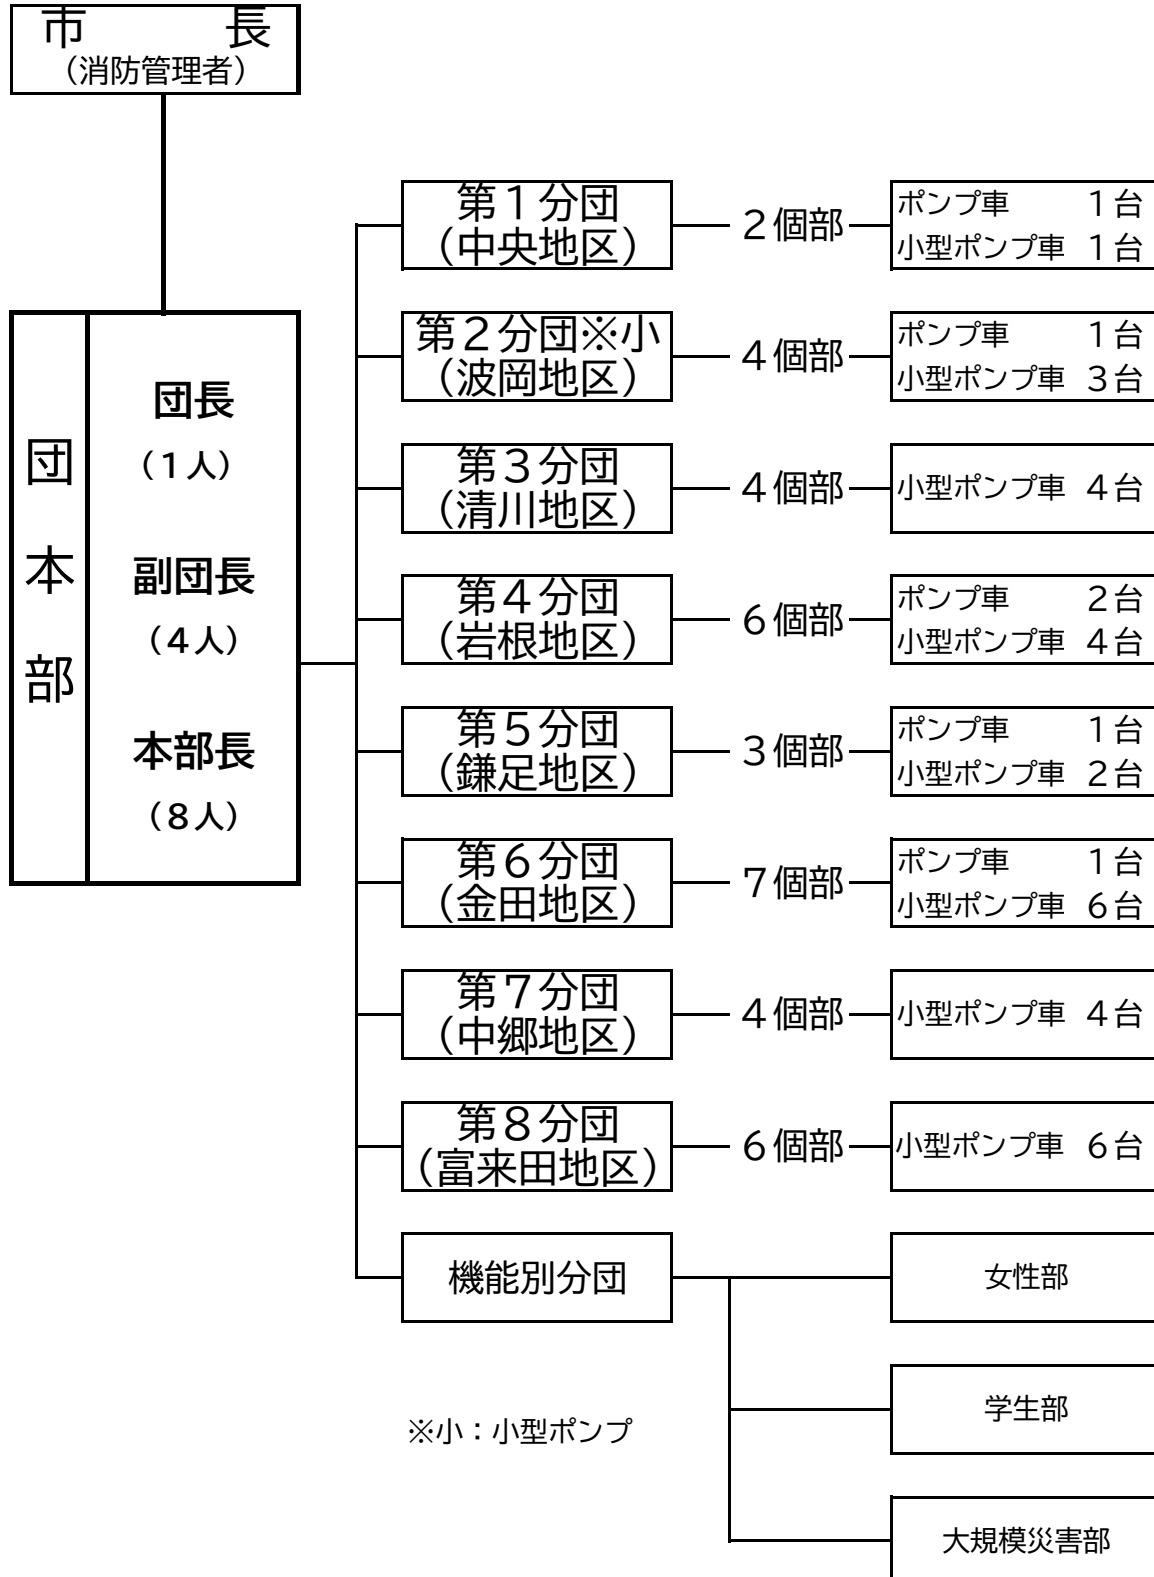 市　　　長
（消防管理者）
団本部
団長
（１人）
副団長
（４人）
本部長
（８人）
第１分団
（中央地区）
２個部
ポンプ車　　１台
小型ポンプ車　１台
第２分団※小
（波岡地区）
４個部
ポンプ車　　１台
小型ポンプ車　３台
第３分団
（清川地区）
４個部
小型ポンプ車　４台
第４分団
（岩根地区）
６個部
ポンプ車　　２台
小型ポンプ車　４台
第５分団
（鎌足地区）
３個部
ポンプ車　　１台
小型ポンプ車　２台
第６分団
（金田地区）
７個部
ポンプ車　　１台
小型ポンプ車　６台
第７分団
（中郷地区）
４個部
小型ポンプ車　４台
第８分団
（富来田地区）
６個部
小型ポンプ車　６台
機能別分団
女性部
学生部
大規模災害部
※小：小型ポンプ